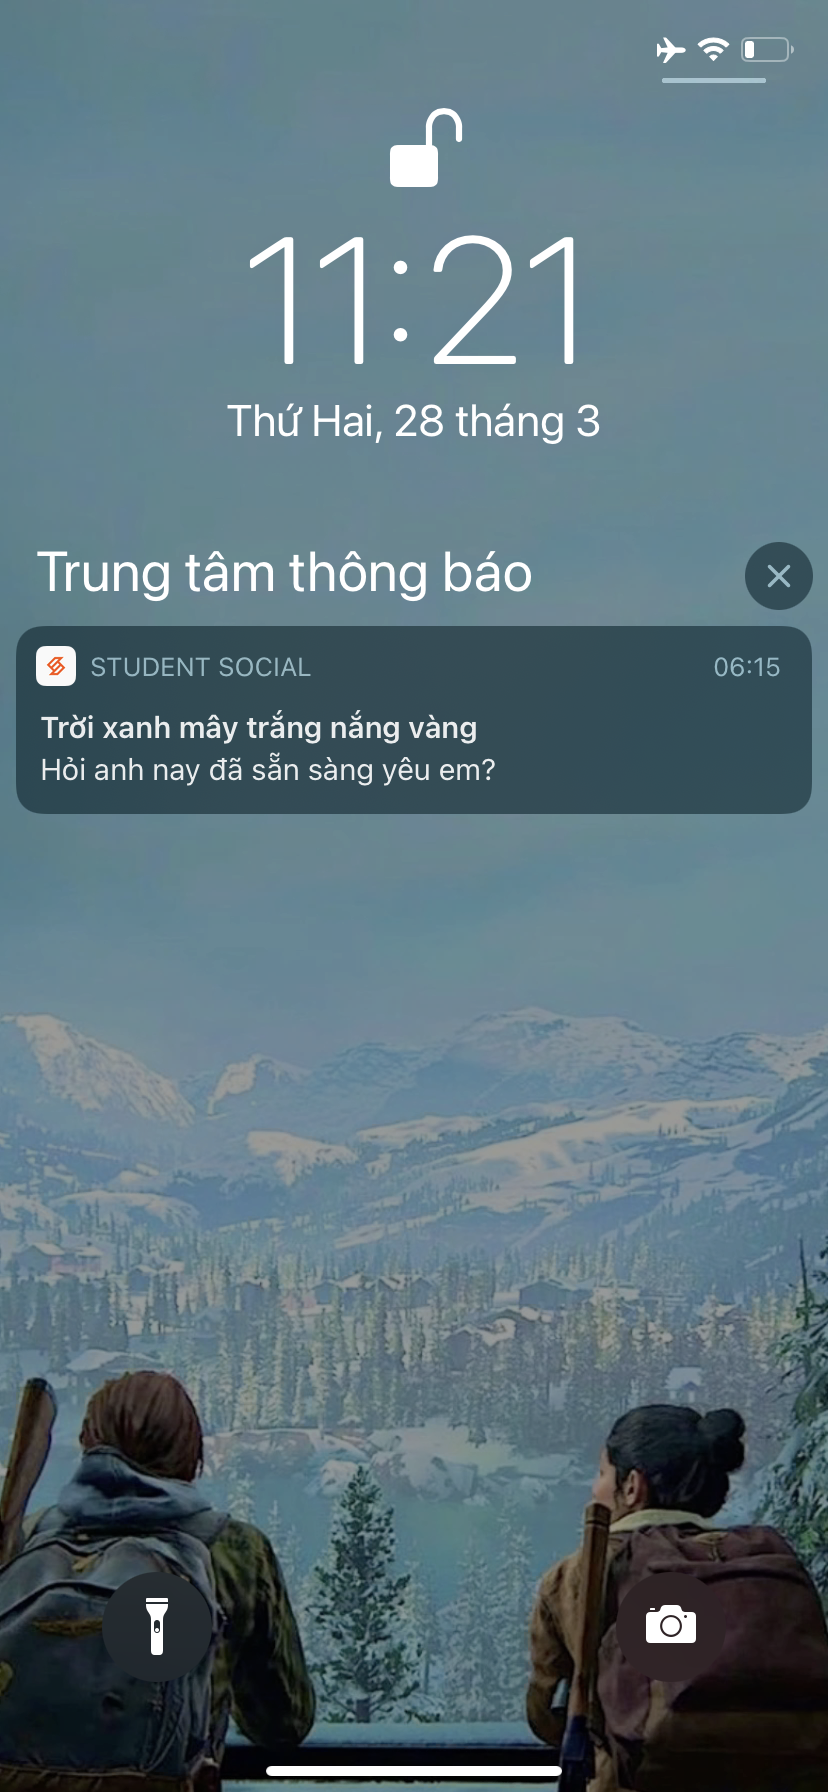 11:21
Thứ Hai, 28 tháng 3
Trung tâm thông báo
STUDENT SOCIAL 06:15
Trời xanh mây trắng nắng vàng
Hỏi anh nay đã sẵn sàng yêu em?